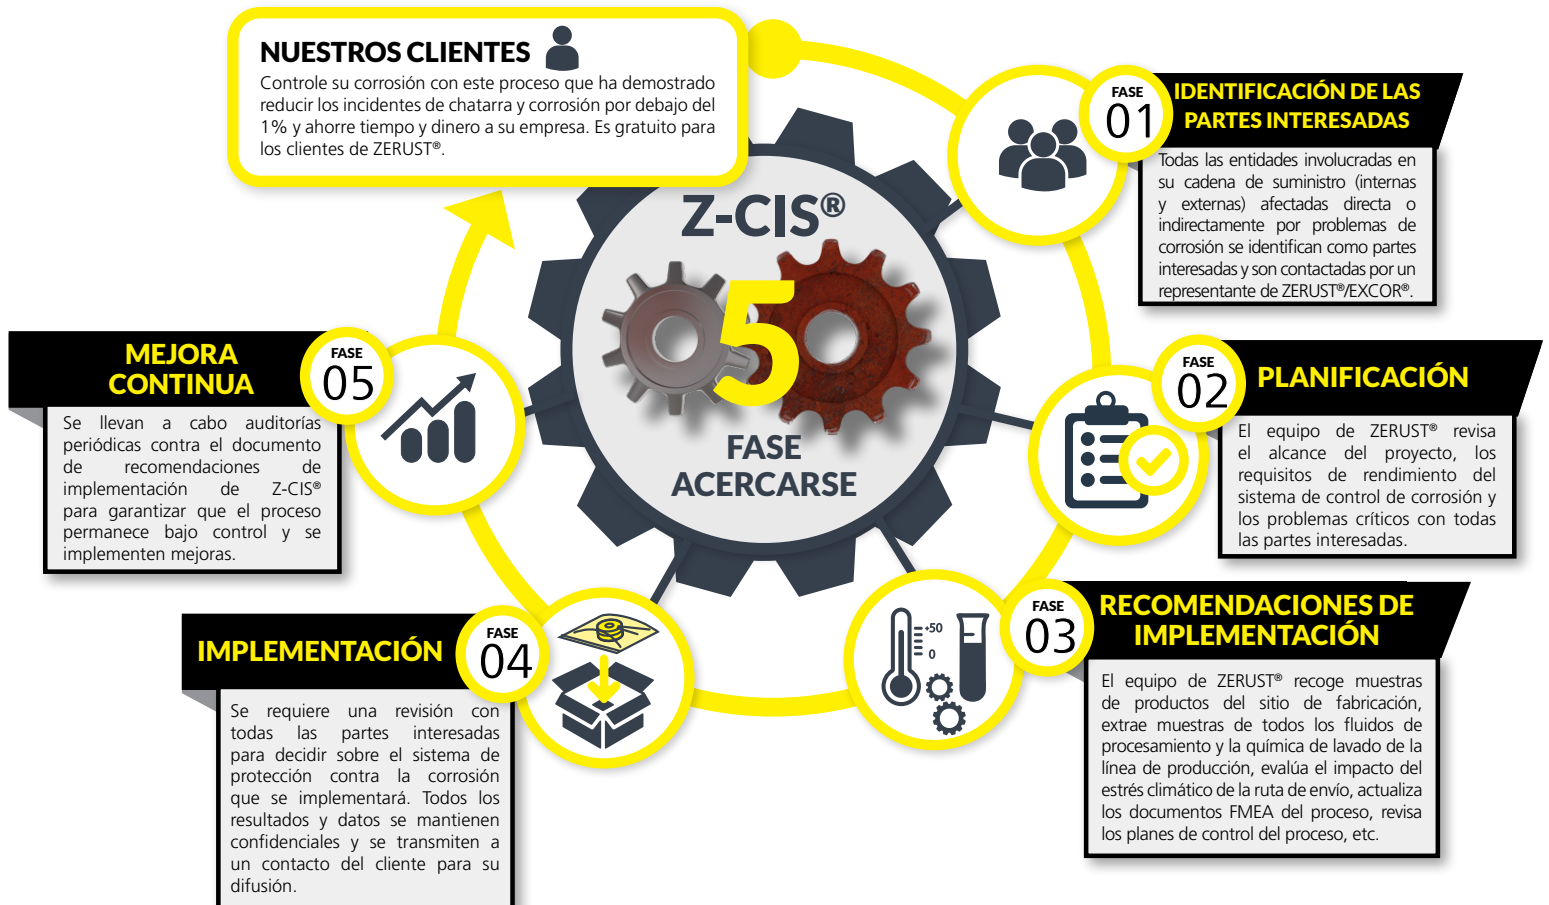 NUESTROS CLIENTES
Controle su corrosión con este proceso que ha demostrado
reducir los incidentes de chatarra y corrosión por debajo del
1% y ahorre tiempo y dinero a su empresa. Es gratuito para
los clientes de ZERUST®.
Z-CIS®
5
FASE
ACERCARSE
FASE
01
IDENTIFICACIÓN DE LAS
PARTES INTERESADAS
Todas las entidades involucradas en
su cadena de suministro (internas
y externas) afectadas directa o
indirectamente por problemas de
corrosión se identifican como partes
interesadas y son contactadas por un
representante de ZERUST®/EXCOR®.
FASE
02
PLANIFICACIÓN
El equipo de ZERUST® revisa
el alcance del proyecto, los
requisitos de rendimiento del
sistema de control de corrosión y
los problemas críticos con todas
las partes interesadas.
+50
0
FASE
03
RECOMENDACIONES DE
IMPLEMENTACIÓN
El equipo de ZERUST® recoge muestras
de productos del sitio de fabricación,
extrae muestras de todos los fluidos de
procesamiento y la química de lavado de la
línea de producción, evalúa el impacto del
estrés climático de la ruta de envío, actualiza
los documentos FMEA del proceso, revisa
los planes de control del proceso, etc.
IMPLEMENTACIÓN
FASE
04
Se requiere una revisión con
todas las partes interesadas
para decidir sobre el sistema de
protección contra la corrosión
que se implementará. Todos los
resultados y datos se mantienen
confidenciales y se transmiten a
un contacto del cliente para su
difusión.
MEJORA
CONTINUA
FASE
05
Se llevan a cabo auditorías
periódicas contra el documento
de recomendaciones de
implementación de Z-CIS®
para garantizar que el proceso
permanece bajo control y se
implementen mejoras.